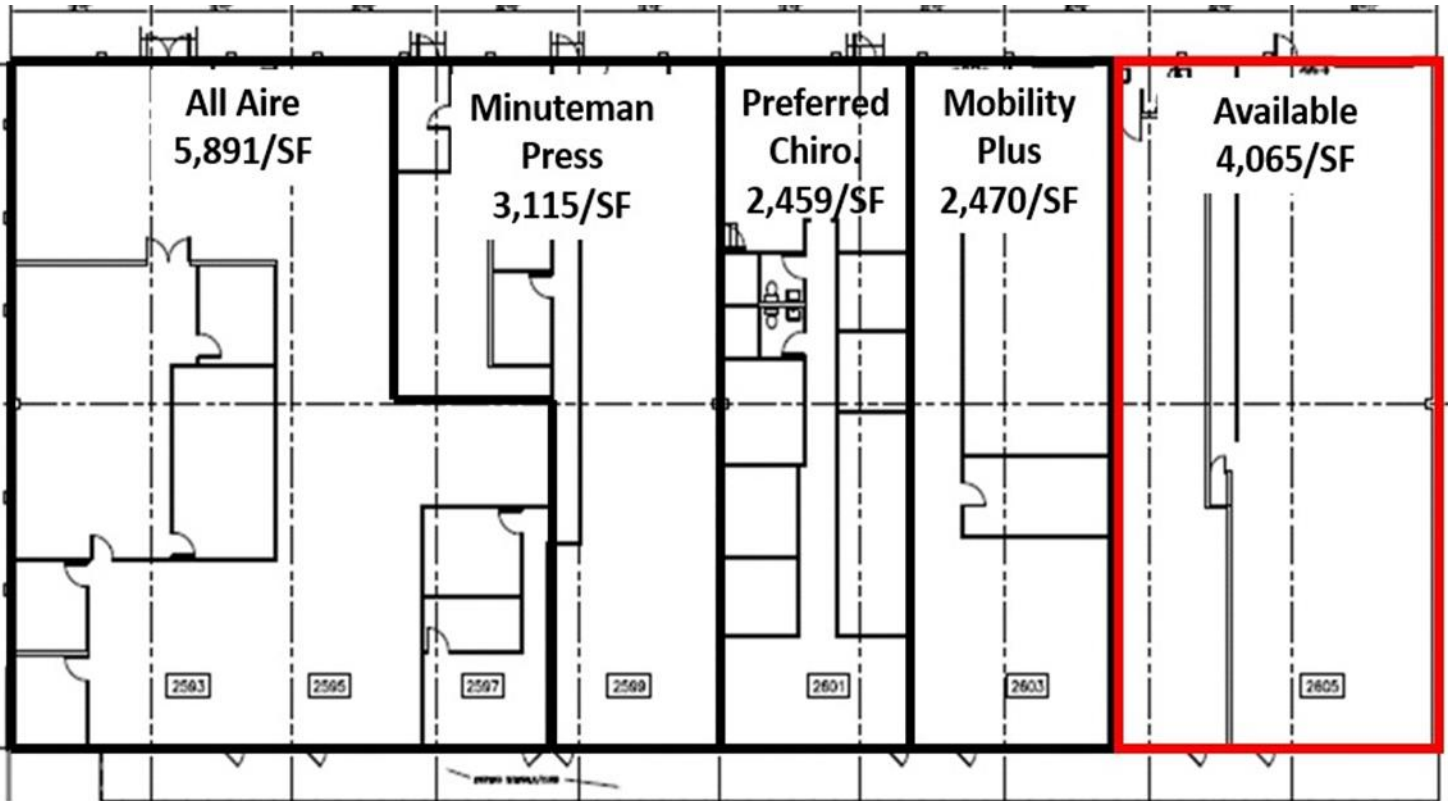 All Aire
5,891/SF
Minuteman
Press
3,115/SF
Preferred
Chiro.
2,459/SF
Mobility
Plus
2,470/SF
Available
4,065/SF
2593
2595
2597
2599
2601
2603
2605